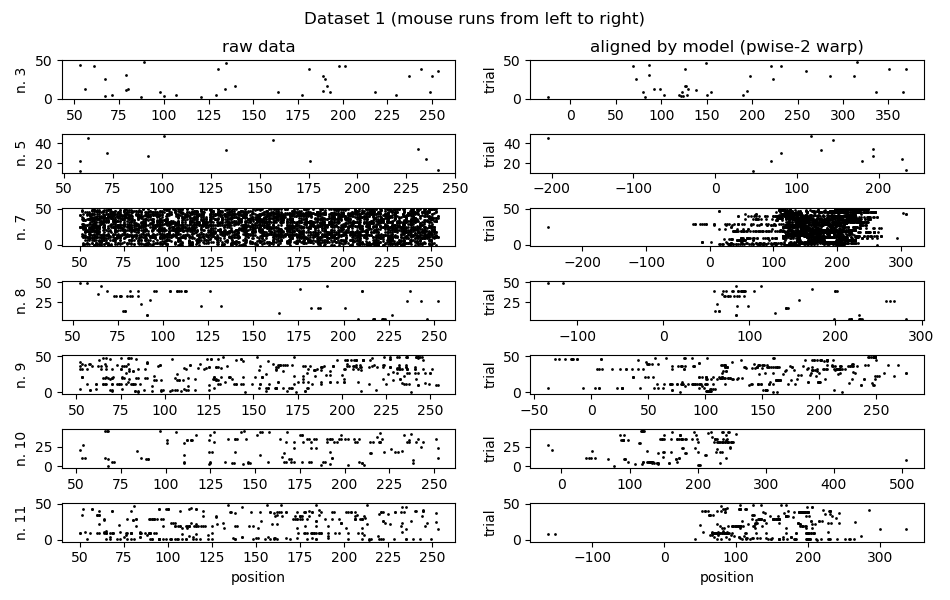 Dataset 1 (mouse runs from left to right)
raw data
aligned by model (pwise-2 warp)
n. 3
50
0
50 75 100 125 150 175 200 225 250
trial
50
0
0 50 100 150 200 250 300 350
n. 5
40
20
50 75 100 125 150 175 200 225 250
trial
40
20
−200 −100 0 100 200
n. 7
50
0
50 75 100 125 150 175 200 225 250
trial
50
0
−200 −100 0 100 200 300
n. 8
50
25
50 75 100 125 150 175 200 225 250
trial
50
25
−100 0 100 200 300
n. 9
50
0
50 75 100 125 150 175 200 225 250
trial
50
0
−50 0 50 100 150 200 250
n. 10
25
0
50 75 100 125 150 175 200 225 250
trial
25
0
−0 100 200 300 400 500
n. 11
50
0
50 75 100 125 150 175 200 225 250
position
trial
50
0
−100 0 100 200 300
position